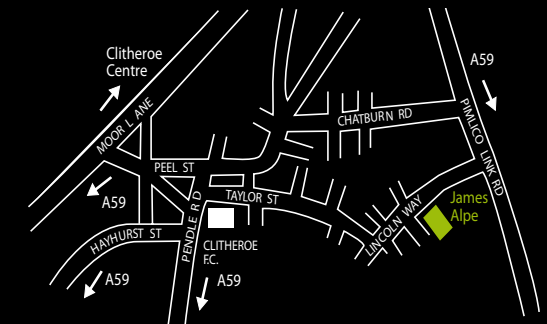 Clitheroe
Centre
A59
MOOR LANE
CHATBURN RD
PIMLICO LINK RD
PEEL ST
A59
TAYLOR ST
PENDLE RD
James
Alpe
LINCOLN WAY
HAYHURST ST
CLITHEROE
F.C.
A59
A59